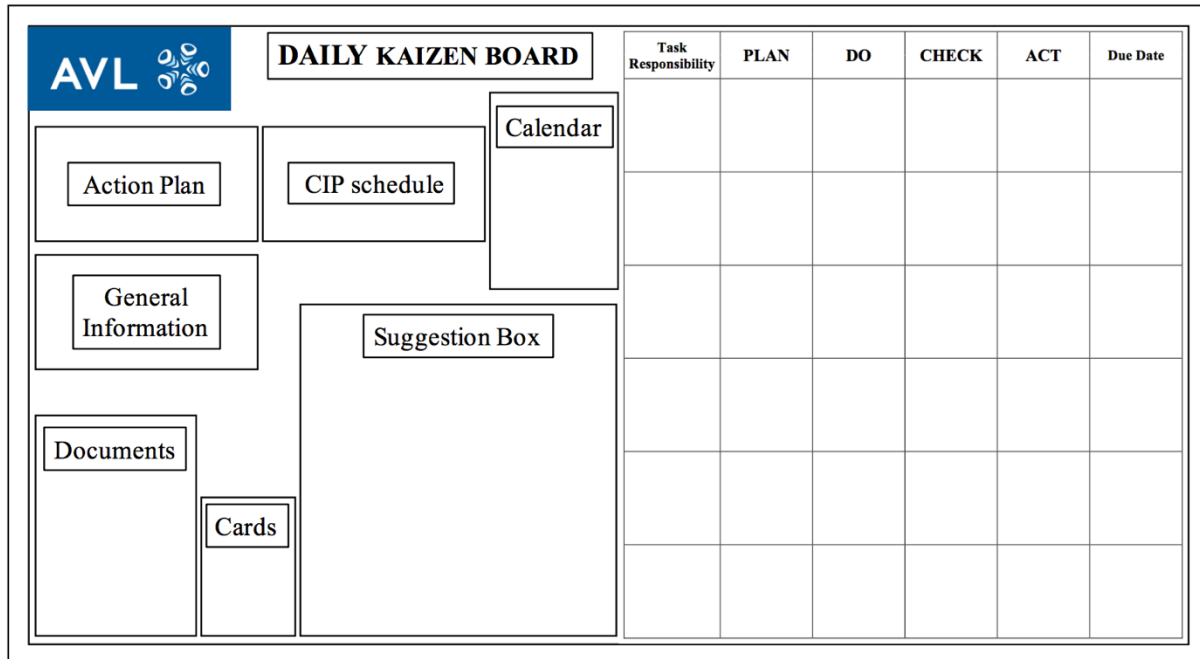 AVL
DAILY KAIZEN BOARD
Calendar
Action Plan
CIP schedule
General
Information
Suggestion Box
Documents
Cards
Task
Responsibility
PLAN
DO
CHECK
ACT
Due Date